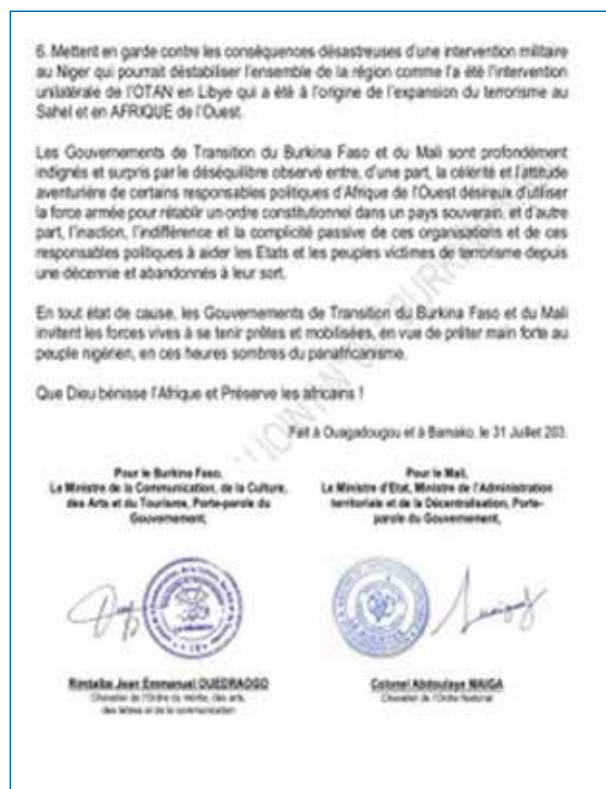 6. Mettent en garde contre les conséquences désastreuses d'une intervention militaire
au Niger qui pourrait déstabiliser l'ensemble de la région comme l'a été l'intervention
unilatérale de l'OTAN en Libye qui a été à l'origine de l'expansion du terrorisme au
Sahel et en AFRIQUE de l'Ouest.
Les Gouvernements de Transition du Burkina Faso et du Mali sont profondément
indignés et surpris par le déséquilibre observé entre, d'une part, la célérité et l'attitude
aventurière de certains responsables politiques d'Afrique de l'Ouest désireux d'utiliser
la force armée pour rétablir un ordre constitutionnel dans un pays souverain, et d'autre
part, l'inaction, l'indifférence et la complicité passive de ces organisations et de ces
responsables politiques à aider les Etats et les peuples victimes de terrorisme depuis
une décennie et abandonnés à leur sort.
En tout état de cause, les Gouvernements de Transition du Burkina Faso et du Mali
invitent les forces vives à se tenir prêtes et mobilisées, en vue de prêter main forte au
peuple nigérien, en ces heures sombres du panafricanisme.
Que Dieu bénisse l'Afrique et Préserve les africains !
Fait à Ouagadougou et à Bamako, le 31 Juillet 203.
Pour le Burkina Faso,
Le Ministre de la Communication, de la Culture,
des Arts et du Tourisme, Porte-parole du
Gouvernement,
Pour le Mali,
Le Ministre d'Etat, Ministre de l'Administration
territoriale et de la Décentralisation, Porte-
parole du Gouvernement,
Rimtalba Jean Emmanuel OUEDRAOGO
Chevalier de l'Ordre du mérite, des arts,
des lettres et de la communication
Colonel Abdoulaye MAIGA
Chevalier de l'Ordre National